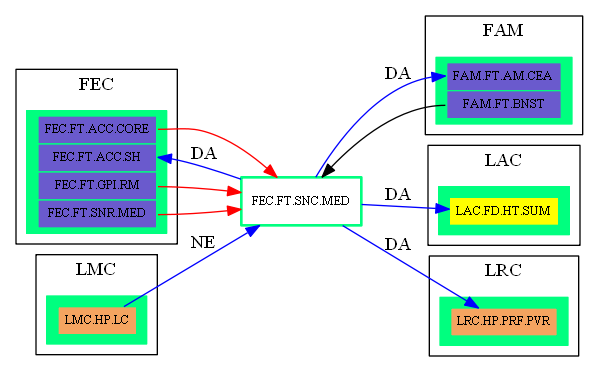 FEC
FEC.FT.ACC.CORE
FEC.FT.ACC.SH
FEC.FT.GPI.RM
FEC.FT.SNR.MED
LMC
LMC.HP.LC
DA
NE
FEC.FT.SNC.MED
DA
DA
DA
FAM
FAM.FT.AM.CEA
FAM.FT.BNST
LAC
LAC.FD.HT.SUM
LRC
LRC.HP.PRF.PVR